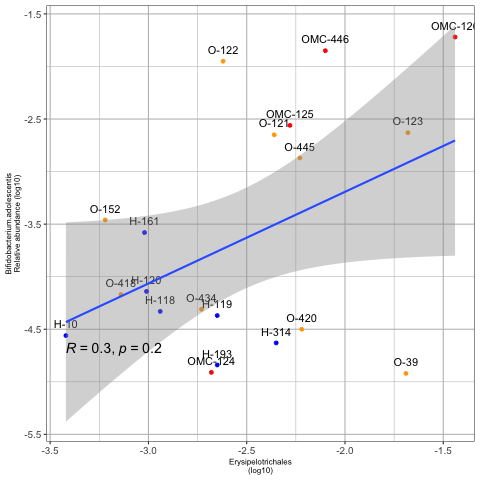 -1.5
OMC-120
OMC-446
O-122
-2.5
OMC-125
O-121
O-123
O-445
Bifidobacterium.adolescentis
Relative abundance (log10)
-3.5
O-152
H-161
O-418
H-120
H-118
O-434
H-119
-4.5
H-10
O-420
H-314
R = 0.3, p = 0.2
H-193
OMC-124
O-39
-5.5
-3.5
-3.0
-2.5
-2.0
-1.5
Erysipelotrichales
(log10)